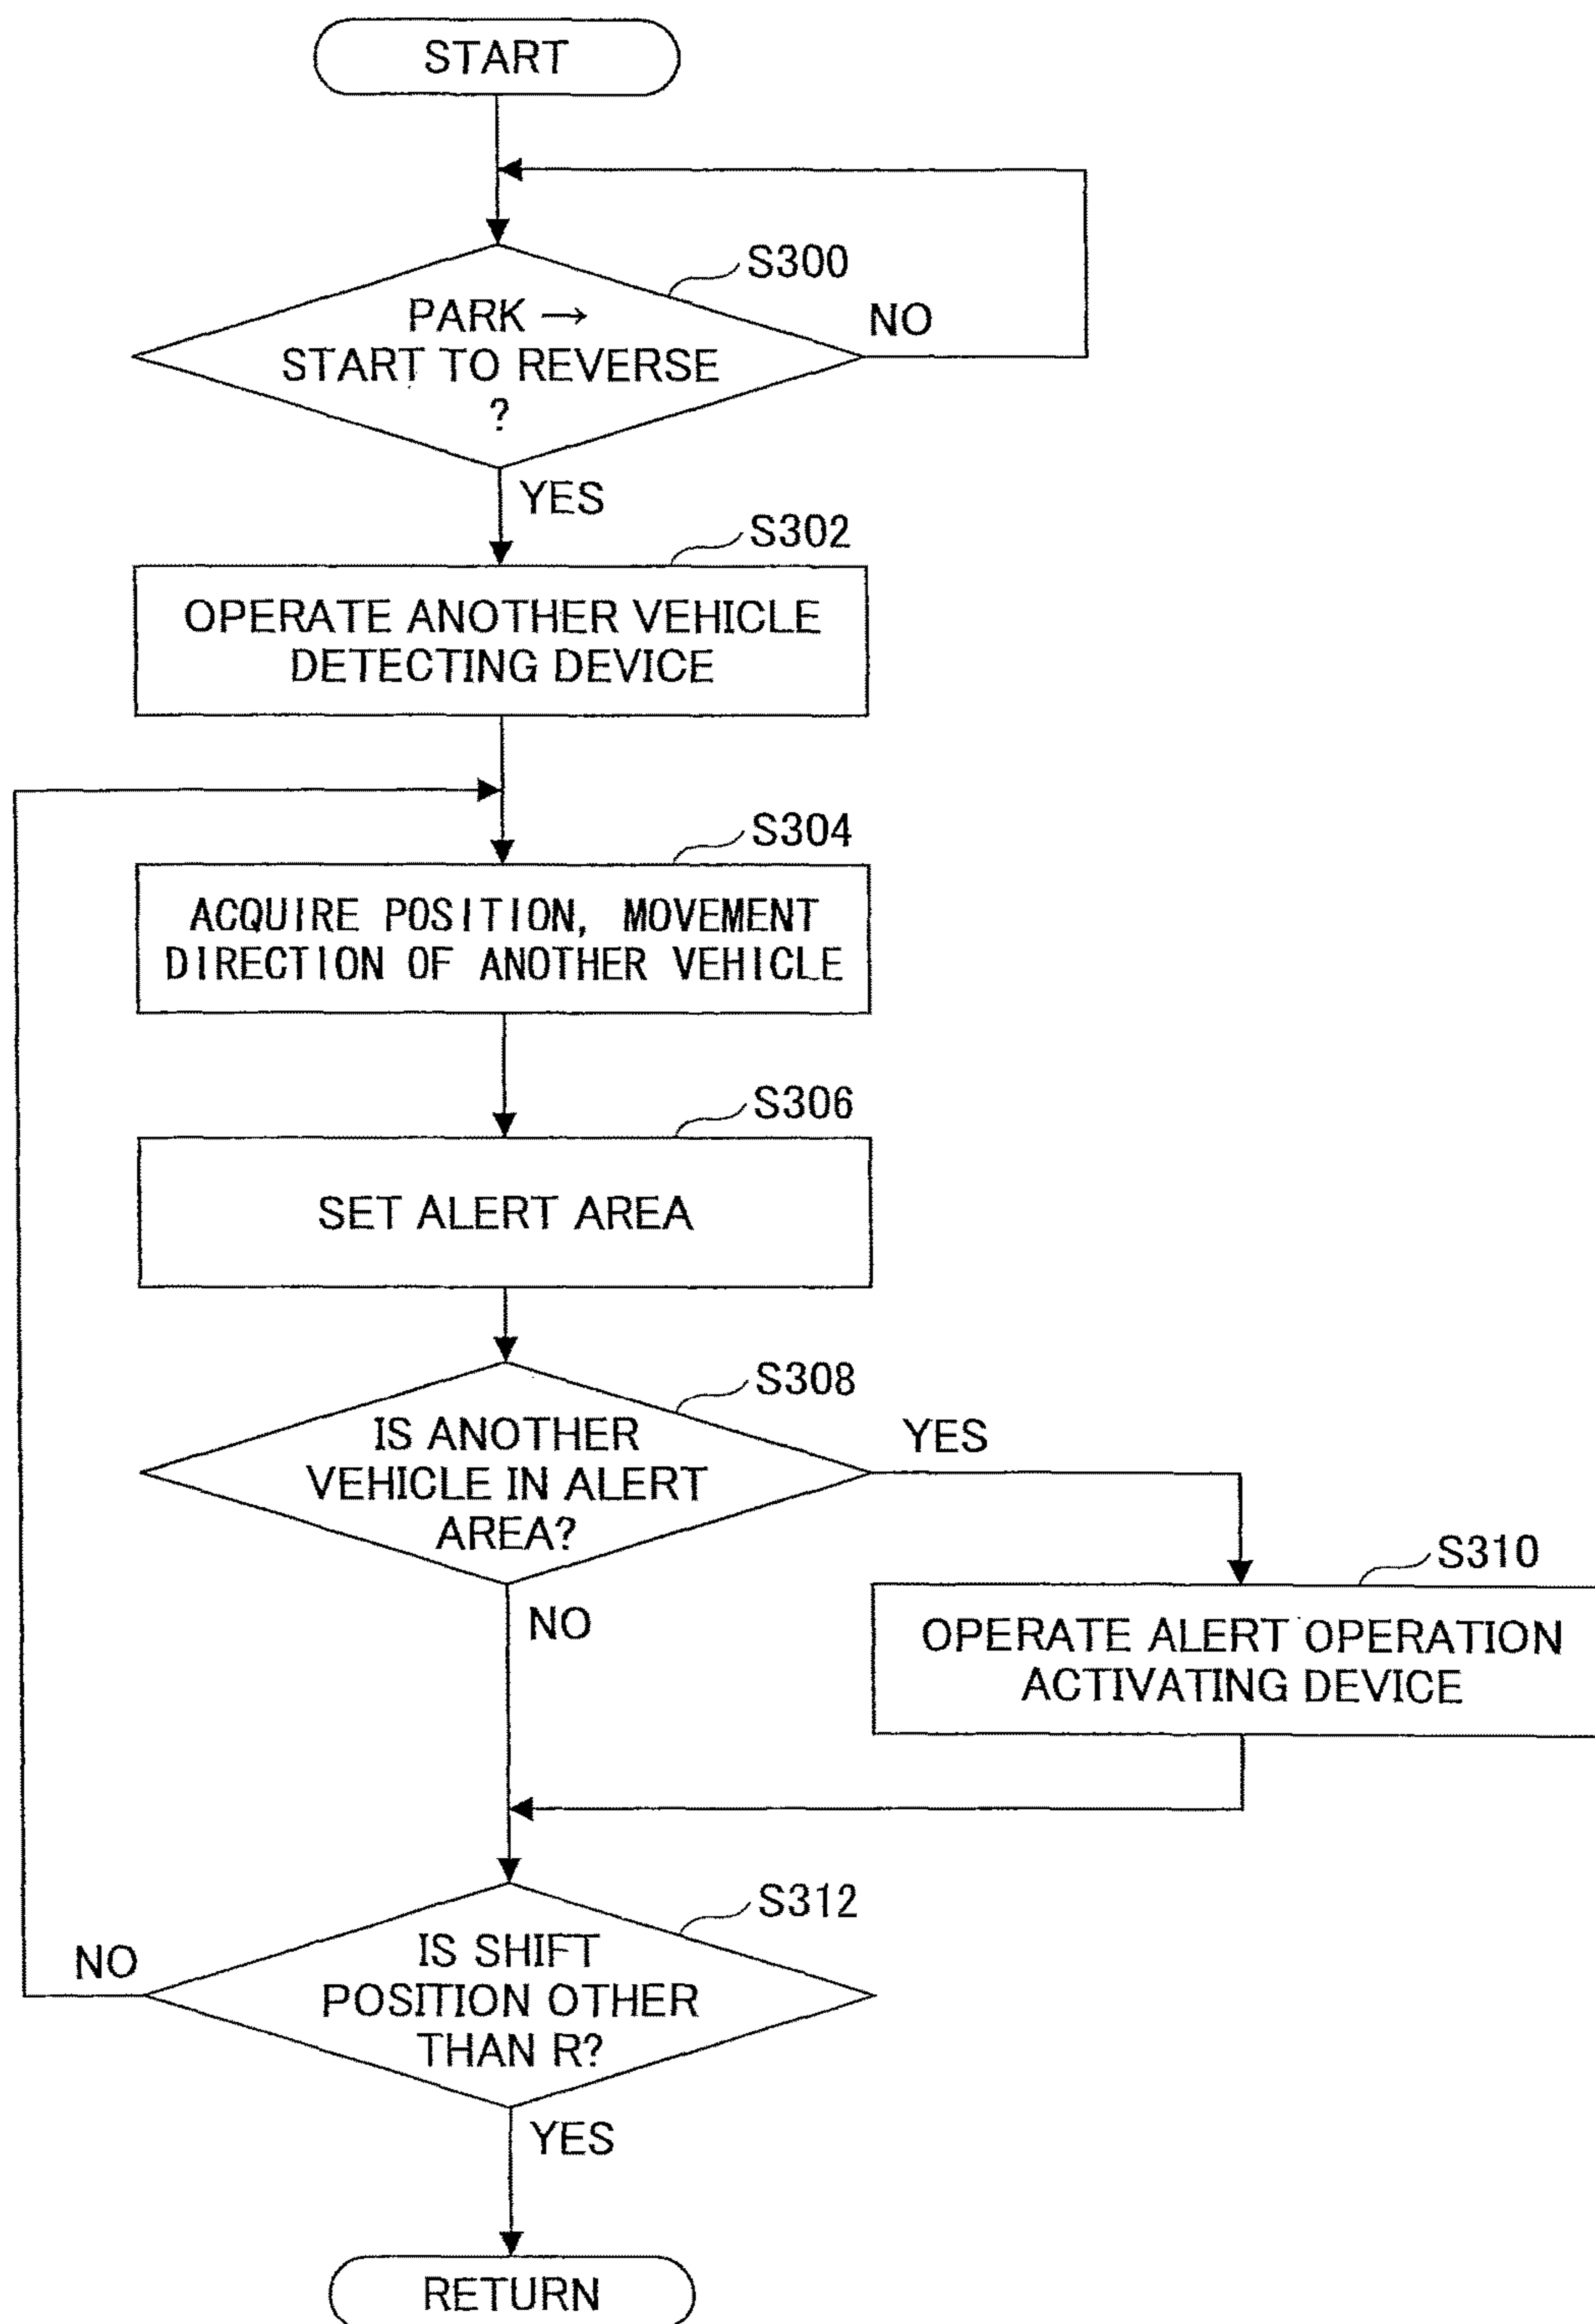 START
S300
PARK →
START TO REVERSE
?
NO
YES
S302
OPERATE ANOTHER VEHICLE
DETECTING DEVICE
S304
ACQUIRE POSITION, MOVEMENT
DIRECTION OF ANOTHER VEHICLE
S306
SET ALERT AREA
S308
IS ANOTHER
VEHICLE IN ALERT
AREA?
YES
NO
S310
OPERATE ALERT OPERATION
ACTIVATING DEVICE
S312
IS SHIFT
POSITION OTHER
THAN R?
NO
YES
RETURN